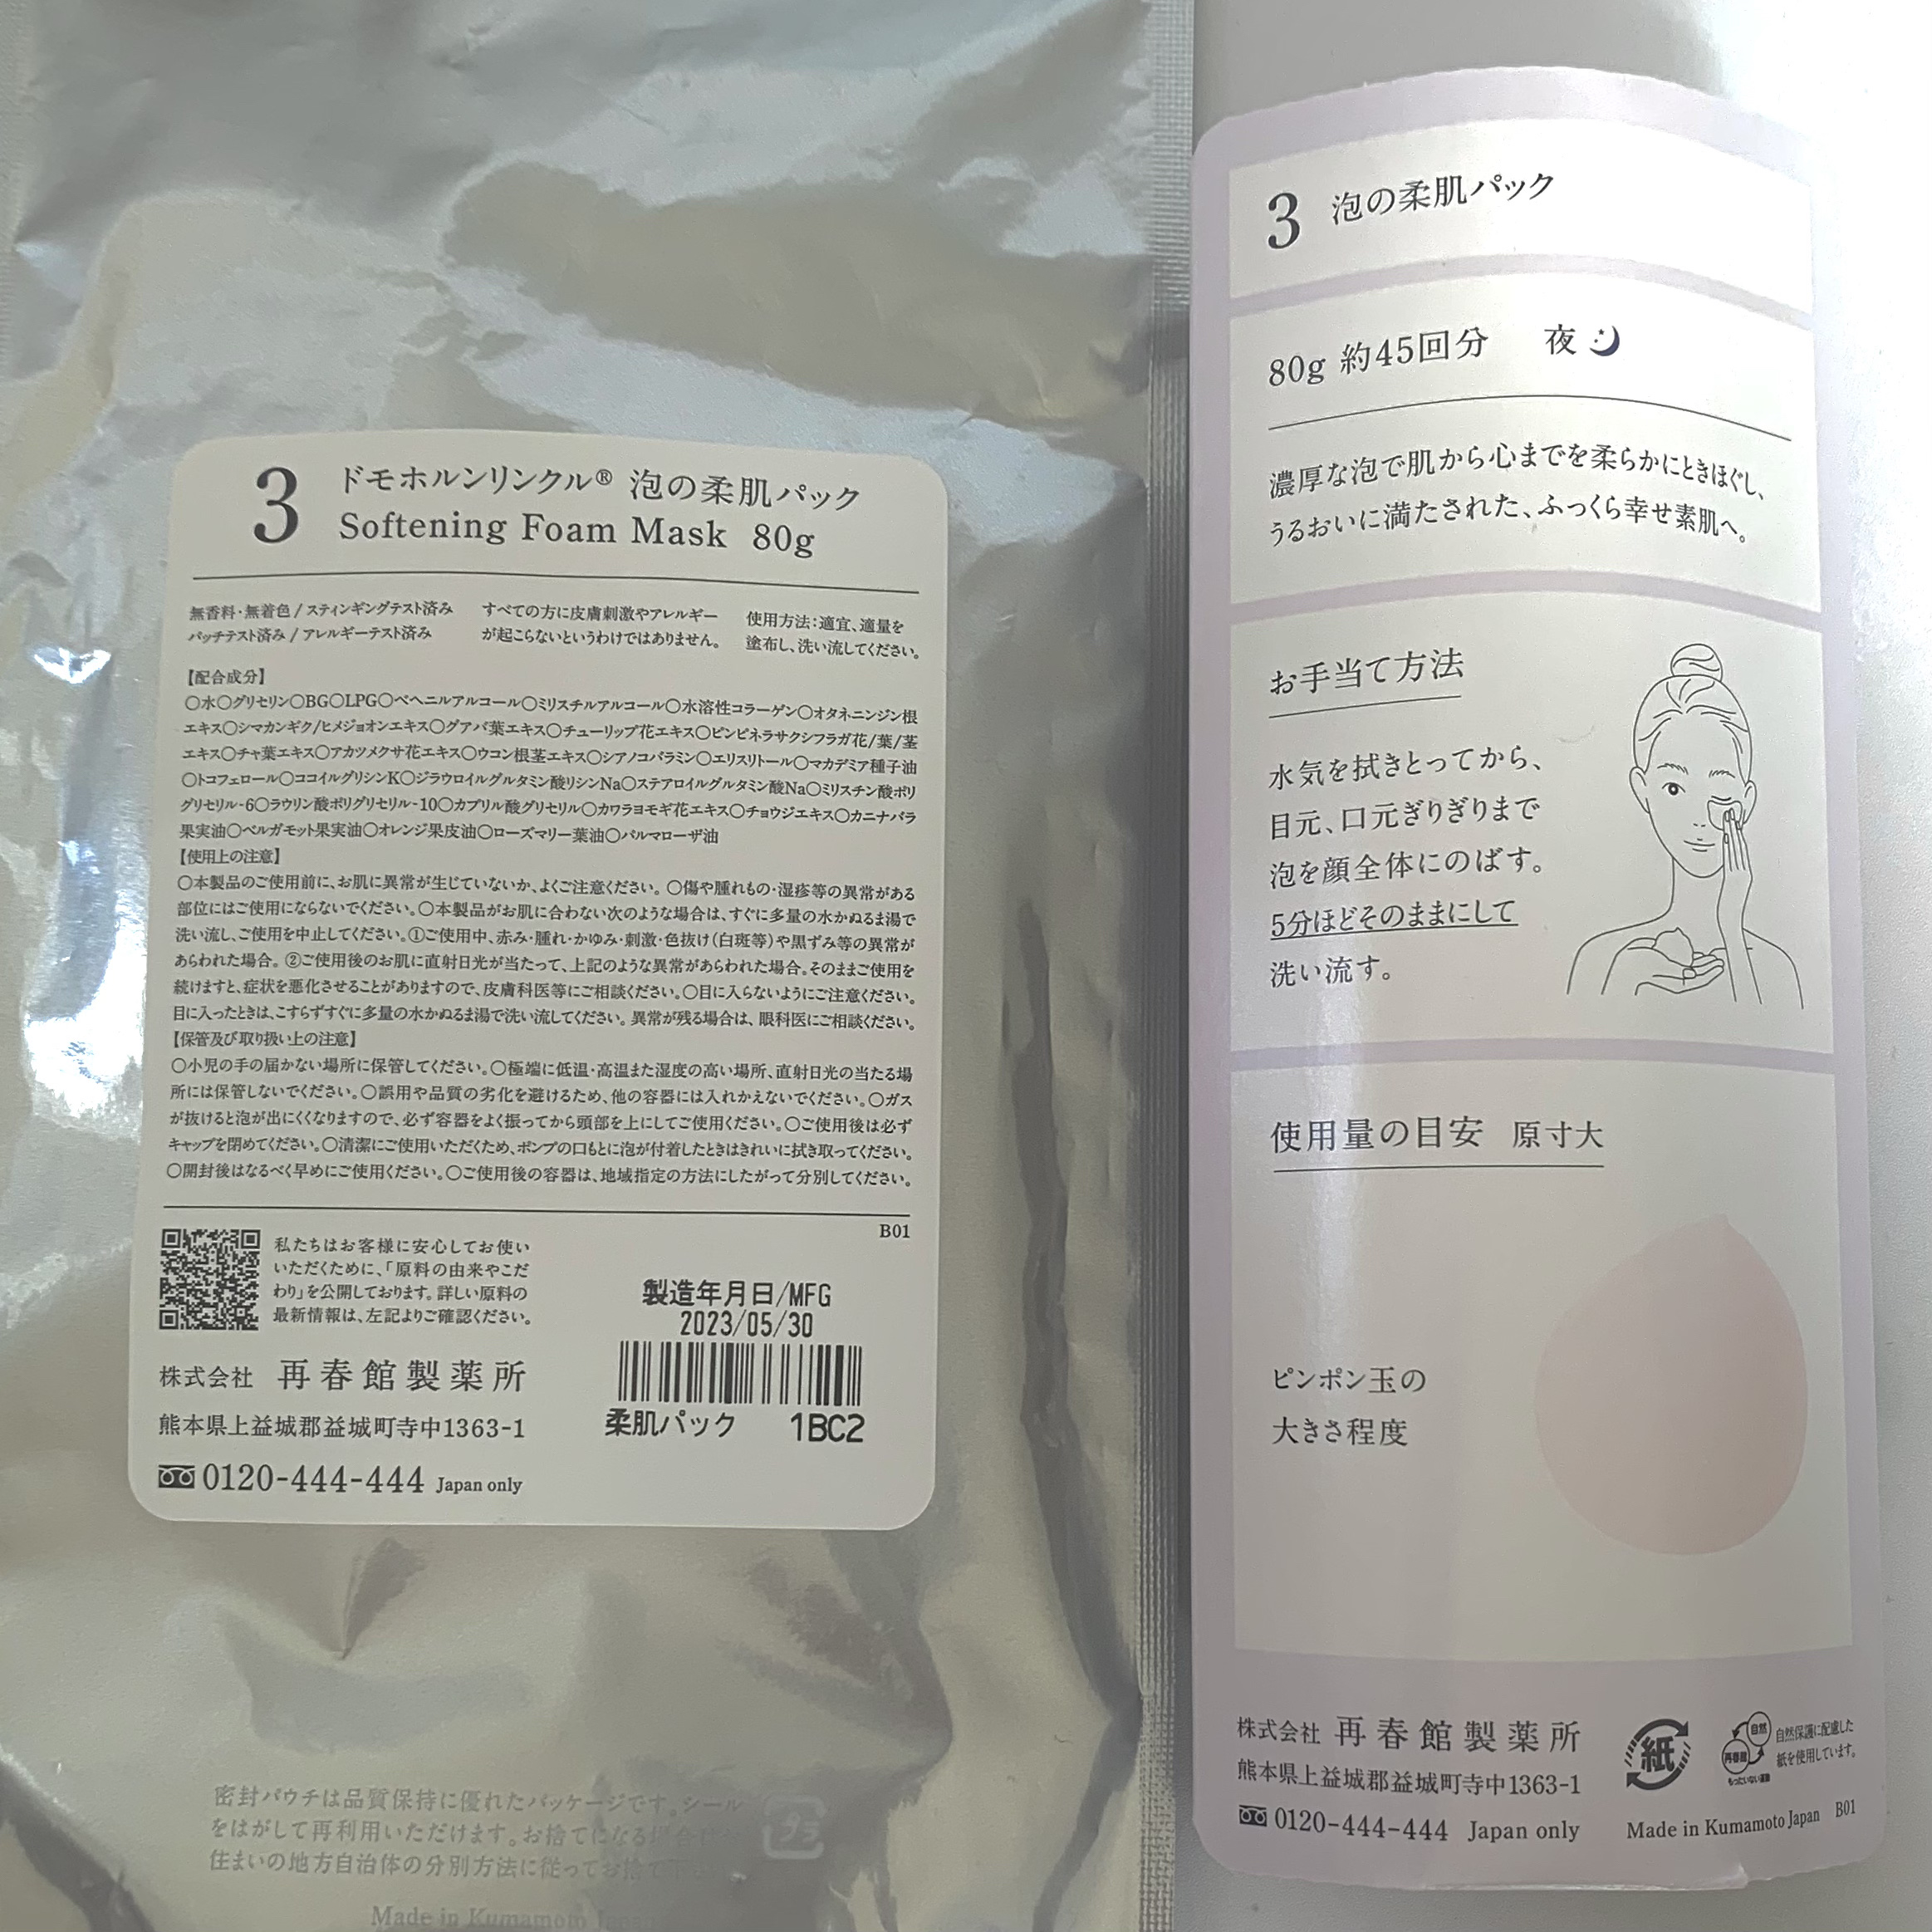 3
ドモホルンリンクル® 泡の柔肌パック
Softening Foam Mask 80g
無香料・無着色 / スティンギングテスト済み
パッチテスト済み / アレルギーテスト済み
すべての方に皮膚刺激やアレルギー
が起こらないというわけではありません。
使用方法:適宜、適量を
塗布し、洗い流してください。
【配合成分】
○水○グリセリン○BG○LPG○ベヘニルアルコール○ミリスチルアルコール○水溶性コラーゲン○オタネニンジン根
エキス○シマカンギク/ヒメジョオンエキス○グアバ葉エキス○チューリップ花エキス○ピンピネラサクシフラガ花/葉/茎
エキス○チャ葉エキス○アカツメクサ花エキス○ウコン根茎エキス○シアノコバラミン○エリスリトール○マカデミア種子油
○トコフェロール○ココイルグリシンK○ジラウロイルグルタミン酸リシンNa○ステアロイルグルタミン酸Na○ミリスチン酸ポリ
グリセリル-6○ラウリン酸ポリグリセリル-10○カプリル酸グリセリル○カワラヨモギ花エキス○チョウジエキス○カニナバラ
果実油○ベルガモット果実油○オレンジ果皮油○ローズマリー葉油○パルマローザ油
【使用上の注意】
○本製品のご使用前に、お肌に異常が生じていないか、よくご注意ください。○傷や腫れもの・湿疹等の異常がある
部位にはご使用にならないでください。○本製品がお肌に合わない次のような場合は、すぐに多量の水かぬるま湯で
洗い流し、ご使用を中止してください。①ご使用中、赤み・腫れ・かゆみ・刺激・色抜け(白斑等)や黒ずみ等の異常が
あらわれた場合。②ご使用後のお肌に直射日光が当たって、上記のような異常があらわれた場合。そのままご使用を
続けますと、症状を悪化させることがありますので、皮膚科医等にご相談ください。○目に入らないようにご注意ください。
目に入ったときは、こすらずすぐに多量の水かぬるま湯で洗い流してください。異常が残る場合は、眼科医にご相談ください。
【保管及び取り扱い上の注意】
○小児の手の届かない場所に保管してください。○極端に低温・高温また湿度の高い場所、直射日光の当たる場
所には保管しないでください。○誤用や品質の劣化を避けるため、他の容器には入れかえないでください。○ガス
が抜けると泡が出にくくなりますので、必ず容器をよく振ってから頭部を上にしてご使用ください。○ご使用後は必ず
キャップを閉めてください。○清潔にご使用いただくため、ポンプの口もとに泡が付着したときはきれいに拭き取ってください。
○開封後はなるべく早めにご使用ください。○ご使用後の容器は、地域指定の方法にしたがって分別してください。
B01
私たちはお客様に安心してお使い
いただくために、「原料の由来やこだ
わり」を公開しております。詳しい原料の
最新情報は、左記よりご確認ください。
製造年月日/MFG
2023/05/30
柔肌パック 1BC2
株式会社 再春館製薬所
熊本県上益城郡益城町寺中1363-1
0120-444-444 Japan only
密封パウチは品質保持に優れたパッケージです。シール
をはがして再利用いただけます。お捨てになる場合
住まいの地方自治体の分別方法に従ってお捨て
プラ
Made in Kumamoto Japan
3 泡の柔肌パック
80g 約45回分 夜
濃厚な泡で肌から心までを柔らかにときほぐし、
うるおいに満たされた、ふっくら幸せ素肌へ。
お手当て方法
水気を拭きとってから、
目元、口元ぎりぎりまで
泡を顔全体にのばす。
5分ほどそのままにして
洗い流す。
使用量の目安 原寸大
ピンポン玉の
大きさ程度
株式会社 再春館製薬所
熊本県上益城郡益城町寺中1363-1
0120-444-444 Japan only
紙
自然
再春館
もったいない運動
自然保護に配慮した
紙を使用しています。
Made in Kumamoto Japan B01